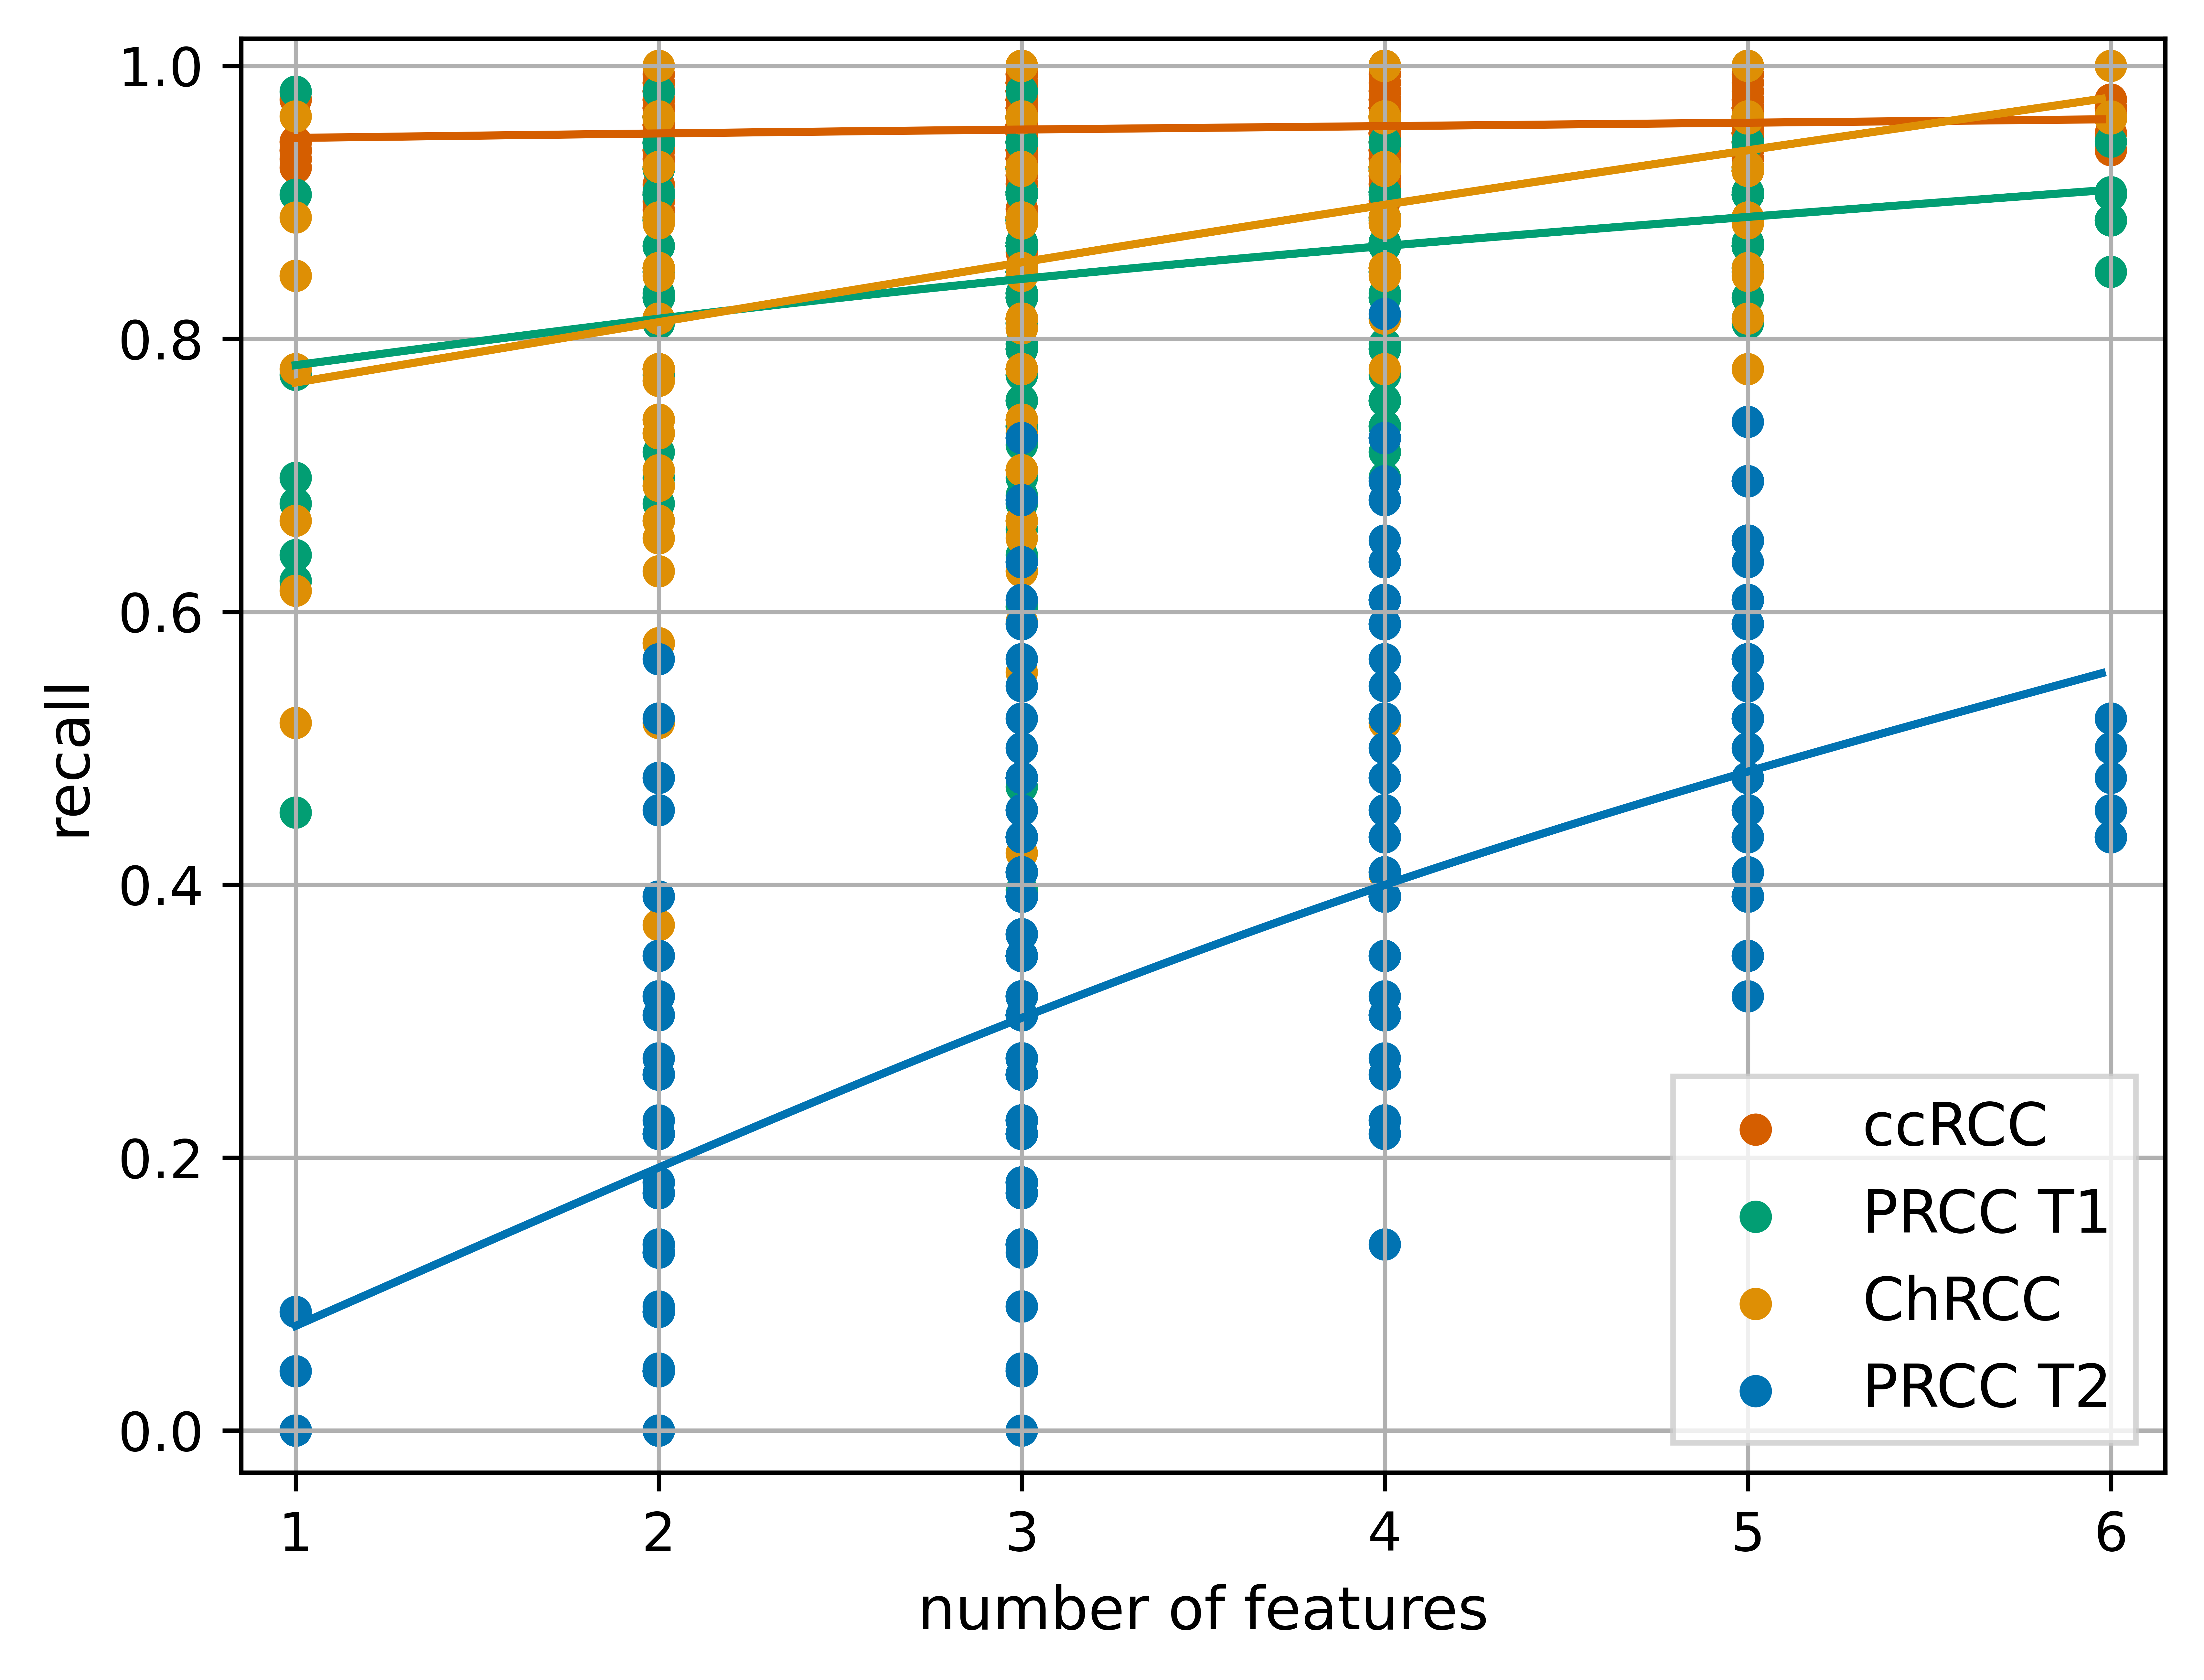 1.0
0.8
0.6
0.4
0.2
0.0
recall
1 2 3 4 5 6
number of features
ccRCC
PRCC T1
ChRCC
PRCC T2